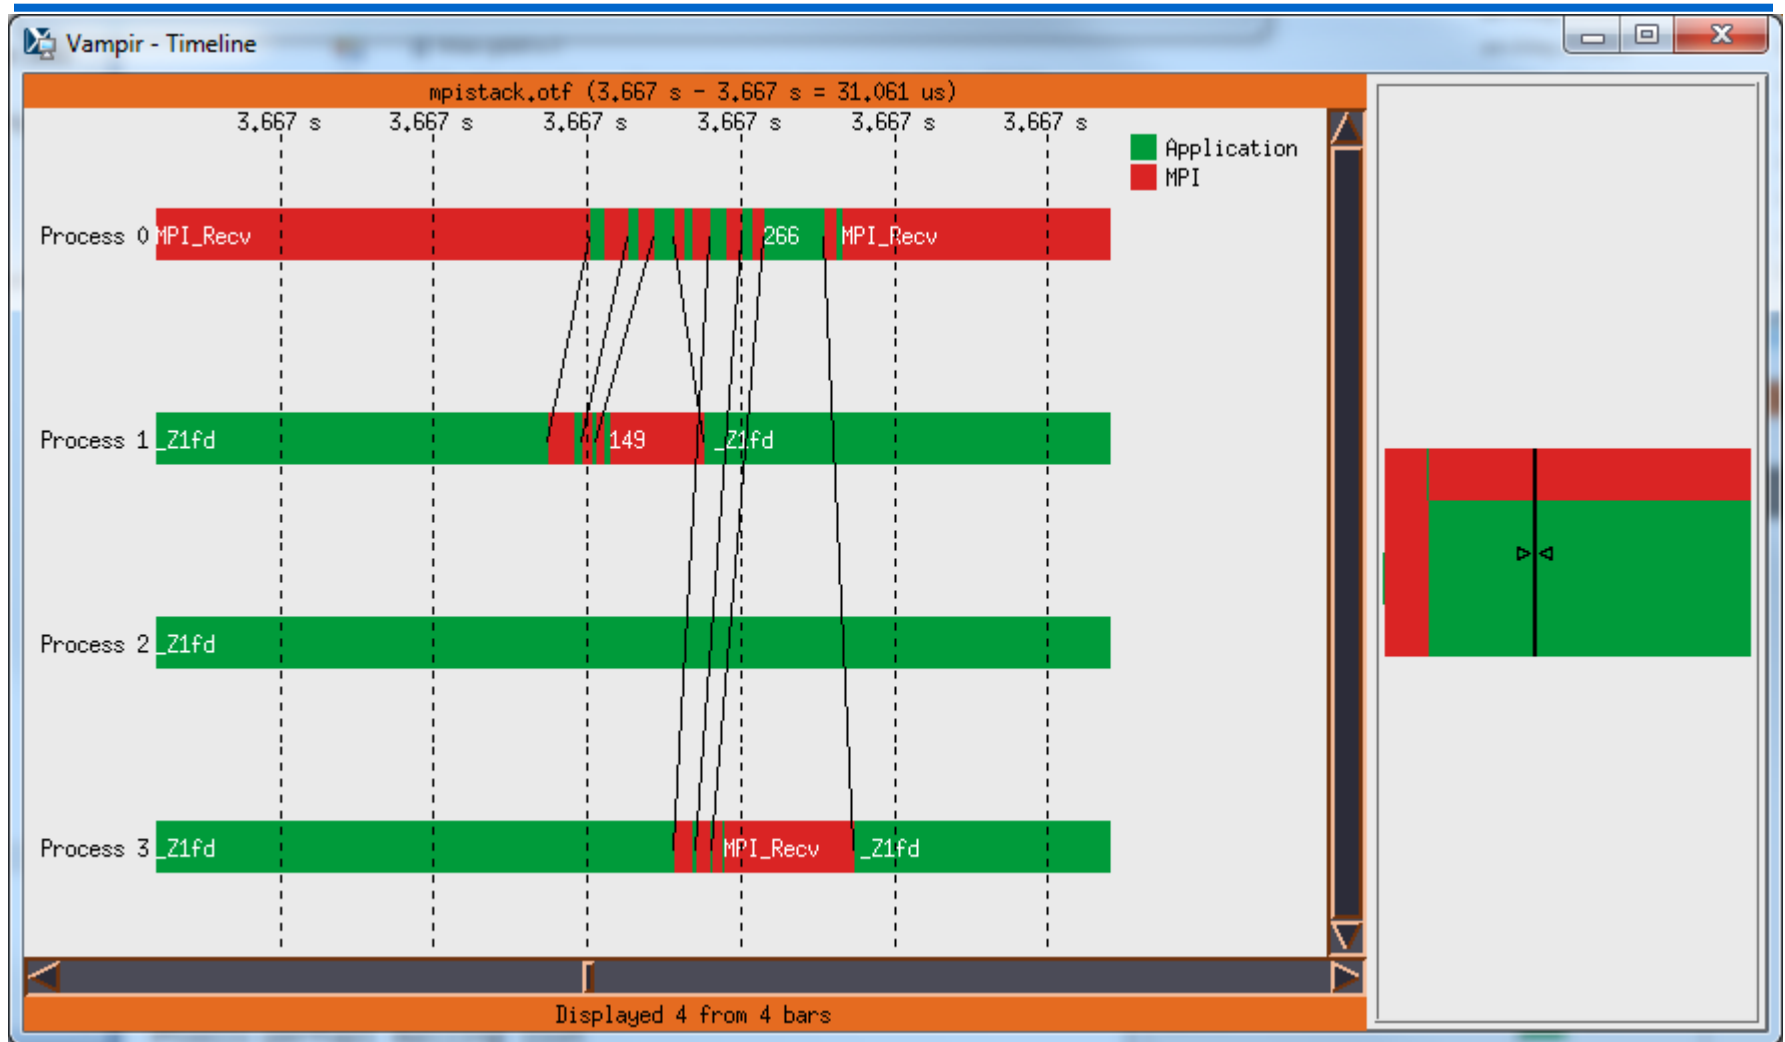 Vampir - Timeline
mpistack.otf (3.667 s - 3.667 s = 31.061 us)
3.667 s 3.667 s 3.667 s 3.667 s 3.667 s 3.667 s
Application
MPI
Process 0 MPI_Recv 266 MPI_Recv
Process 1 _Z1fd 149 _Z1fd
Process 2 _Z1fd
Process 3 _Z1fd MPI_Recv _Z1fd
Displayed 4 from 4 bars